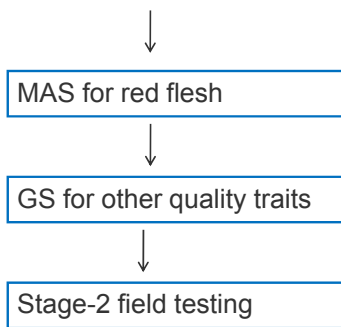 MAS for red flesh
GS for other quality traits
Stage-2 field testing